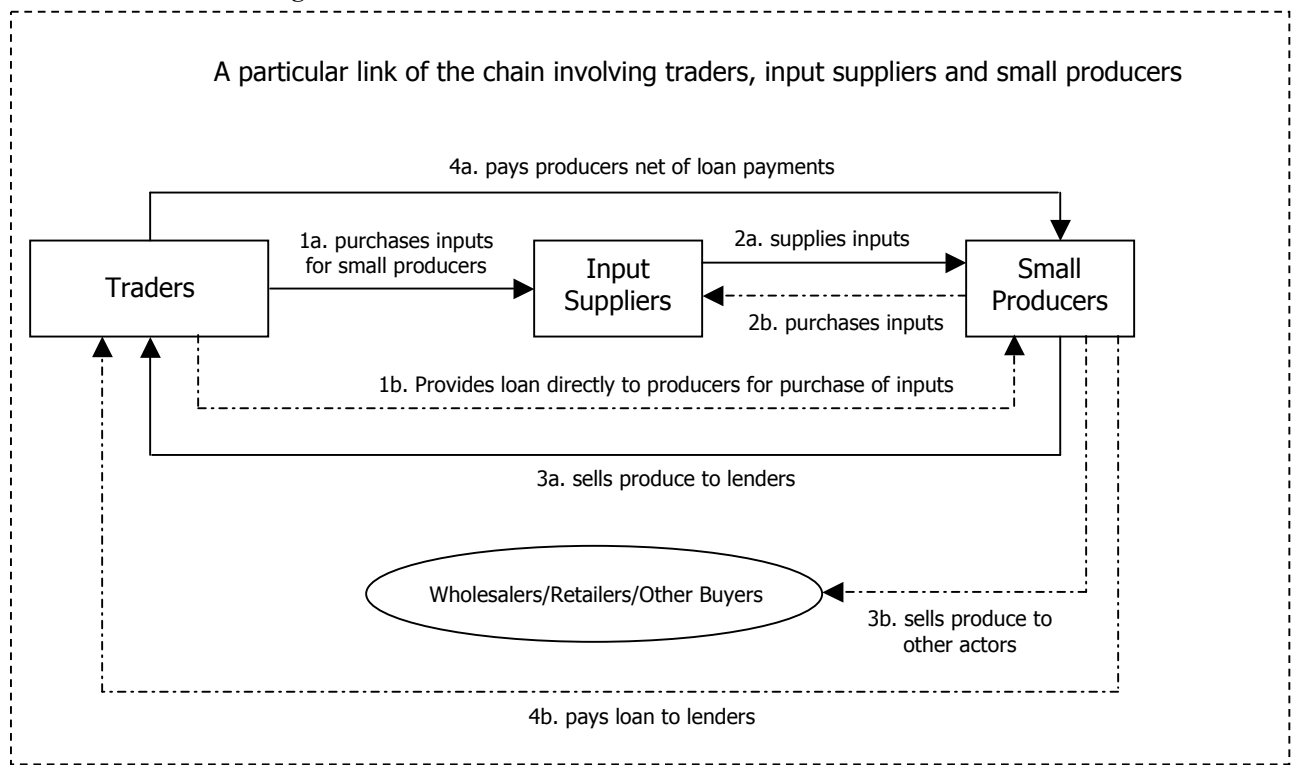 A particular link of the chain involving traders, input suppliers and small producers
4a. pays producers net of loan payments
1a. purchases inputs
for small producers
2a. supplies inputs
Traders
Input
Suppliers
Small
Producers
2b. purchases inputs
1b. Provides loan directly to producers for purchase of inputs
3a. sells produce to lenders
Wholesalers/Retailers/Other Buyers
3b. sells produce to
other actors
4b. pays loan to lenders